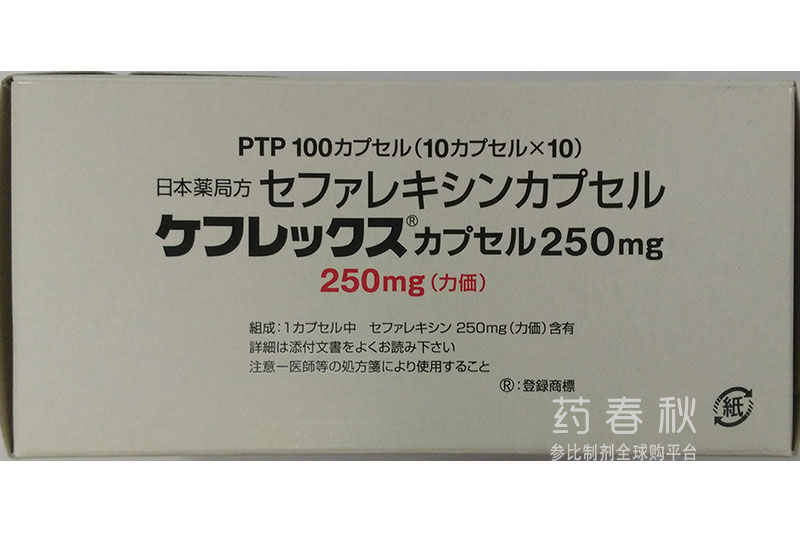 PTP 100カプセル(10カプセル×10)
日本薬局方 セファレキシンカプセル
ケフレックス®カプセル250mg
250mg(力価)
組成:1カプセル中 セファレキシン 250mg(力価)含有
詳細は添付文書をよくお読み下さい
注意ー医師等の処方箋により使用すること
®:登録商標
紙
药春秋
参比制剂全球购平台